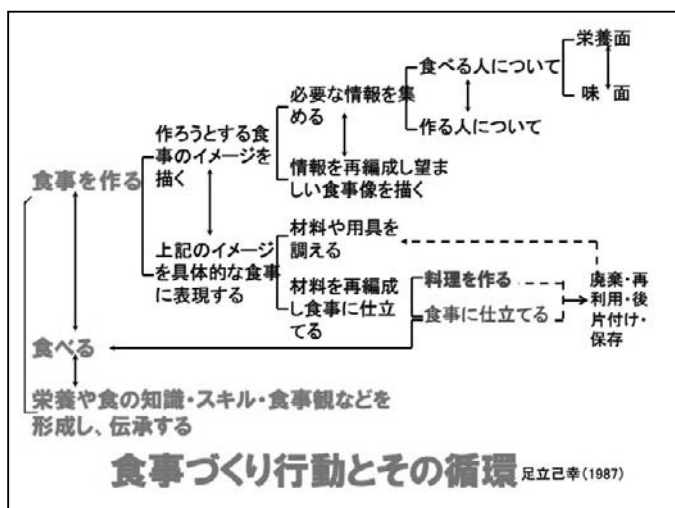 栄養面
味　面
食べる人について
作る人について
必要な情報を集
める
情報を再編成し望ま
しい食事像を描く
作ろうとする食
事のイメージを
描く
食事を作る
上記のイメージ
を具体的な食事
に表現する
材料や用具を
調える
材料を再編成
し食事に仕立
てる
料理を作る
食事に仕立てる
廃棄・再
利用・後
片付け・
保存
食べる
栄養や食の知識・スキル・食事観などを
形成し、伝承する
食事づくり行動とその循環 足立己幸(1987)